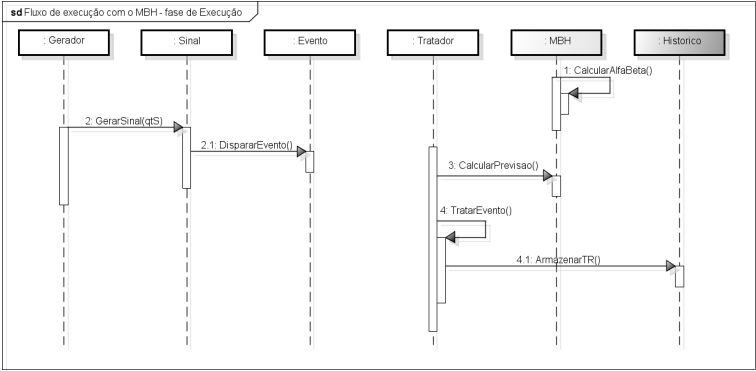 sd Fluxo de execução com o MBH - fase de Execução
: Gerador
: Sinal
: Evento
: Tratador
: MBH
: Historico
1: CalcularAlfaBeta()
2: GerarSinal(qtS)
2.1: DispararEvento()
3: CalcularPrevisao()
4: TratarEvento()
4.1: ArmazenarTR()